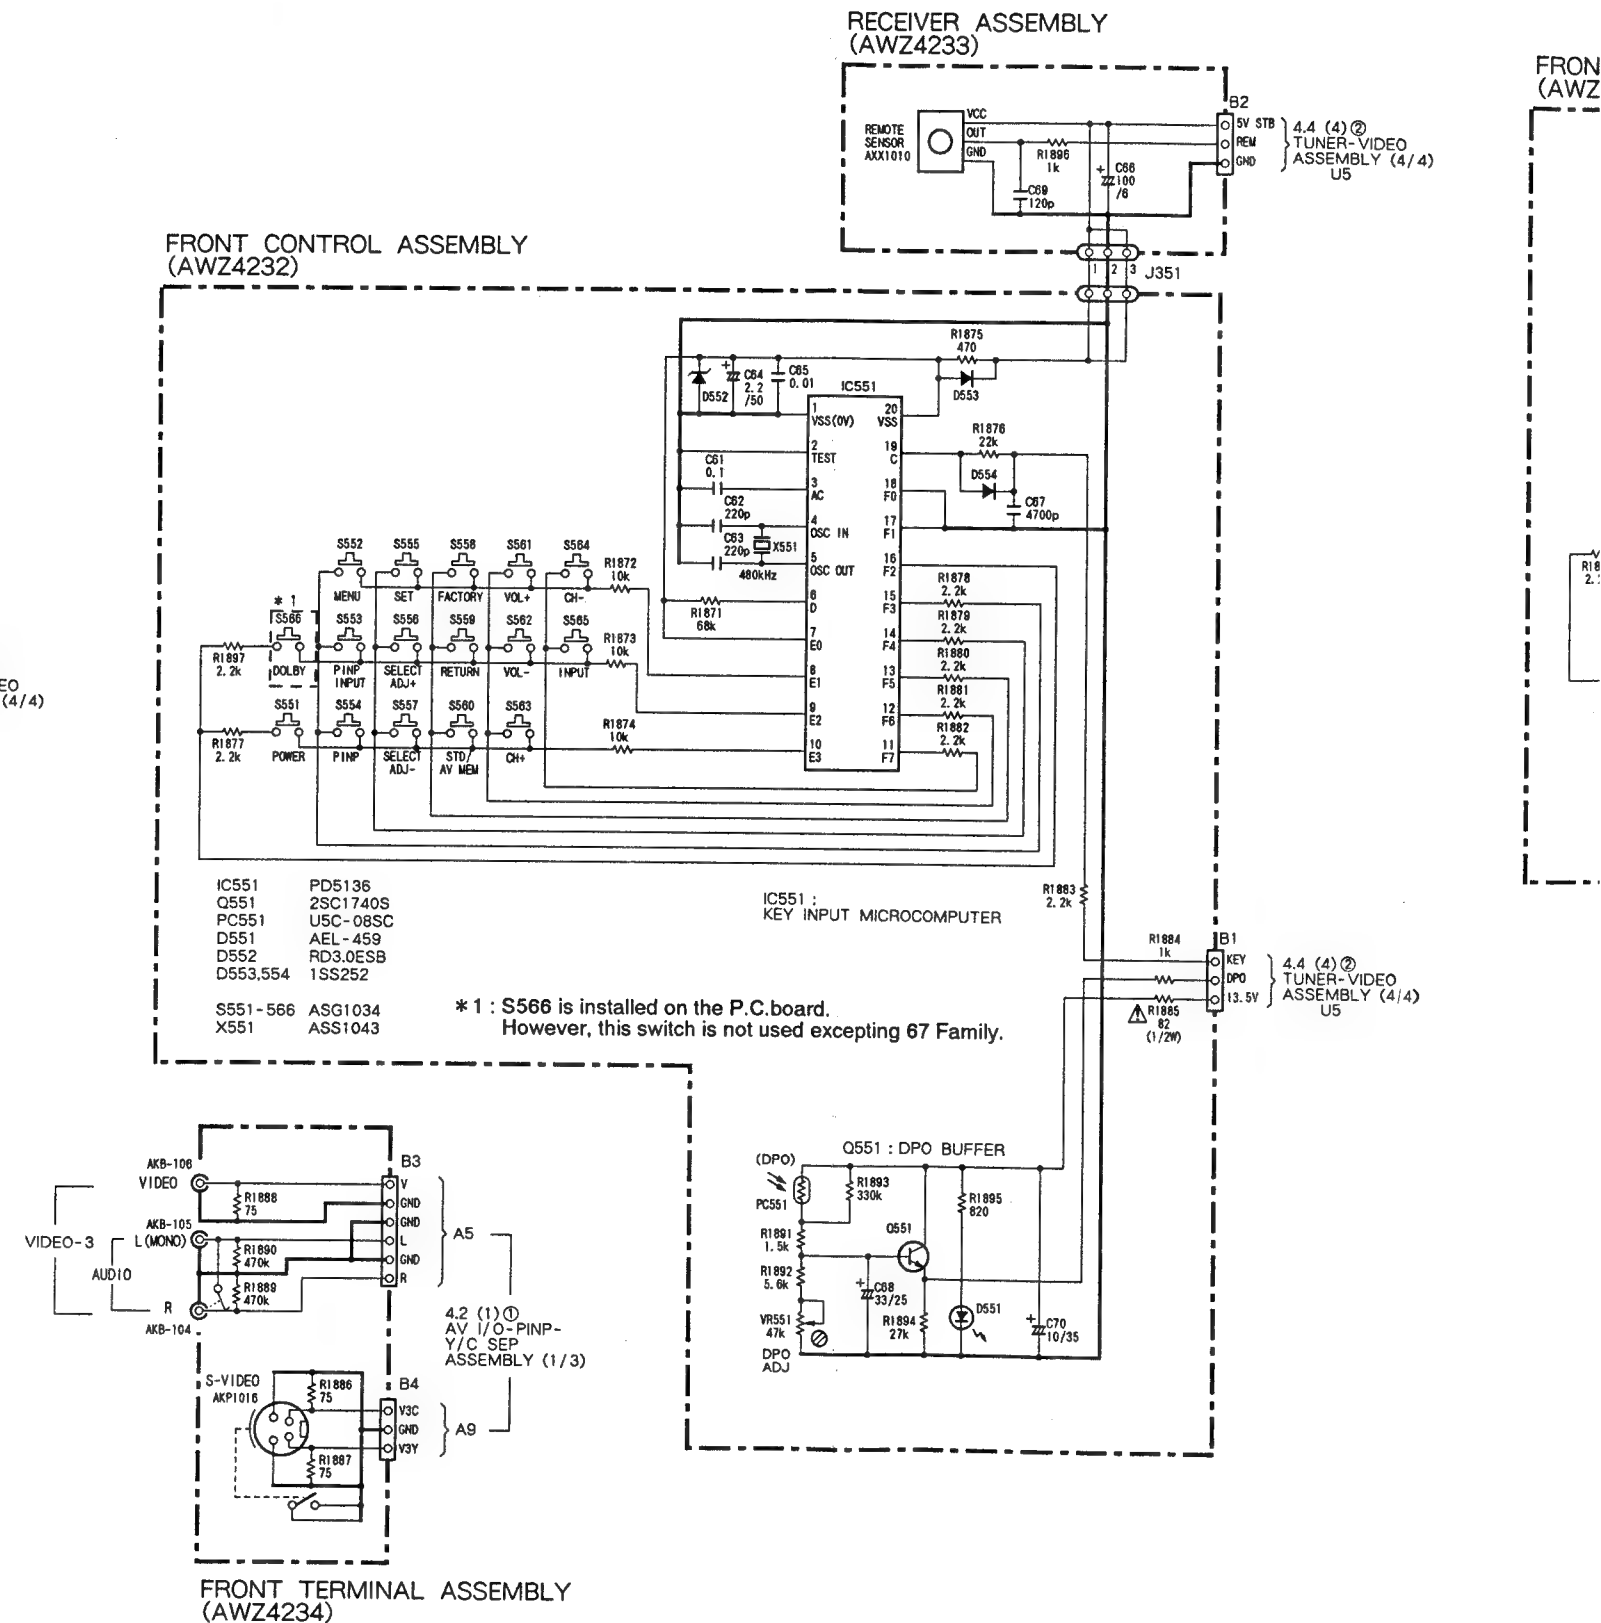 RECEIVER ASSEMBLY
(AWZ4233)
REMOTE
SENSOR
AXX1010
VCC
OUT
GND
R1896
1k
C69
120p
+
C66
100
/6
B2
5V STB
REM
GND
4.4 (4)②
TUNER-VIDEO
ASSEMBLY (4/4)
U5
1 2 3
J351
FRON
(AWZ
R18
2.
EO
(4/4)
FRONT CONTROL ASSEMBLY
(AWZ4232)
R1875
470
D553
D552
+
C64
2.2
/50
C65
0.01
IC551
1
VSS(0V)
2
TEST
3
AC
4
OSC IN
5
OSC OUT
6
D
7
E0
8
E1
9
E2
10
E3
20
VSS
19
C
18
F0
17
F1
16
F2
15
F3
14
F4
13
F5
12
F6
11
F7
R1876
22k
D554
C67
4700p
C61
0.1
C62
220p
C63
220p
X551
480kHz
R1871
68k
R1878
2.2k
R1879
2.2k
R1880
2.2k
R1881
2.2k
R1882
2.2k
S552 S555 S558 S561 S564
MENU SET FACTORY VOL+ CH-
R1872
10k
*1
S566 S553 S556 S559 S562 S565
DOLBY
PINP
INPUT
SELECT
ADJ+
RETURN VOL- INPUT
R1873
10k
R1897
2.2k
S551 S554 S557 S560 S563
POWER PINP
SELECT
ADJ-
STD/
AV MEM
CH+
R1874
10k
R1877
2.2k
IC551 PD5136
Q551 2SC1740S
PC551 U5C-08SC
D551 AEL-459
D552 RD3.0ESB
D553,554 1SS252
S551-566 ASG1034
X551 ASS1043
IC551 :
KEY INPUT MICROCOMPUTER
*1 : S566 is installed on the P.C.board.
However, this switch is not used excepting 67 Family.
R1883
2.2k
R1884
1k
R1885
82
(1/2W)
B1
KEY
DPO
13.5V
4.4 (4)②
TUNER-VIDEO
ASSEMBLY (4/4)
U5
Q551 : DPO BUFFER
(DPO)
PC551
R1893
330k
R1891
1.5k
R1892
5.6k
VR551
47k
DPO
ADJ
Q551
+
C68
33/25
R1894
27k
R1895
820
D551
+
C70
10/35
AKB-106
VIDEO
R1888
75
AKB-105
L(MONO)
R1890
470k
R1889
470k
VIDEO-3
AUDIO
R
AKB-104
B3
V
GND
GND
L
GND
R
A5
4.2 (1)①
AV I/O-PINP-
Y/C SEP
ASSEMBLY (1/3)
S-VIDEO
AKP1016
R1886
75
R1887
75
B4
V3C
GND
V3Y
A9
FRONT TERMINAL ASSEMBLY
(AWZ4234)